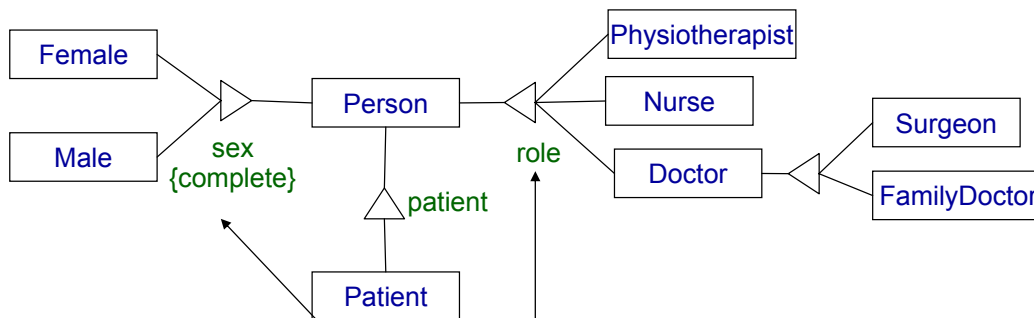 Female
Male
sex
{complete}
Person
patient
Patient
role
Physiotherapist
Nurse
Doctor
Surgeon
FamilyDoctor